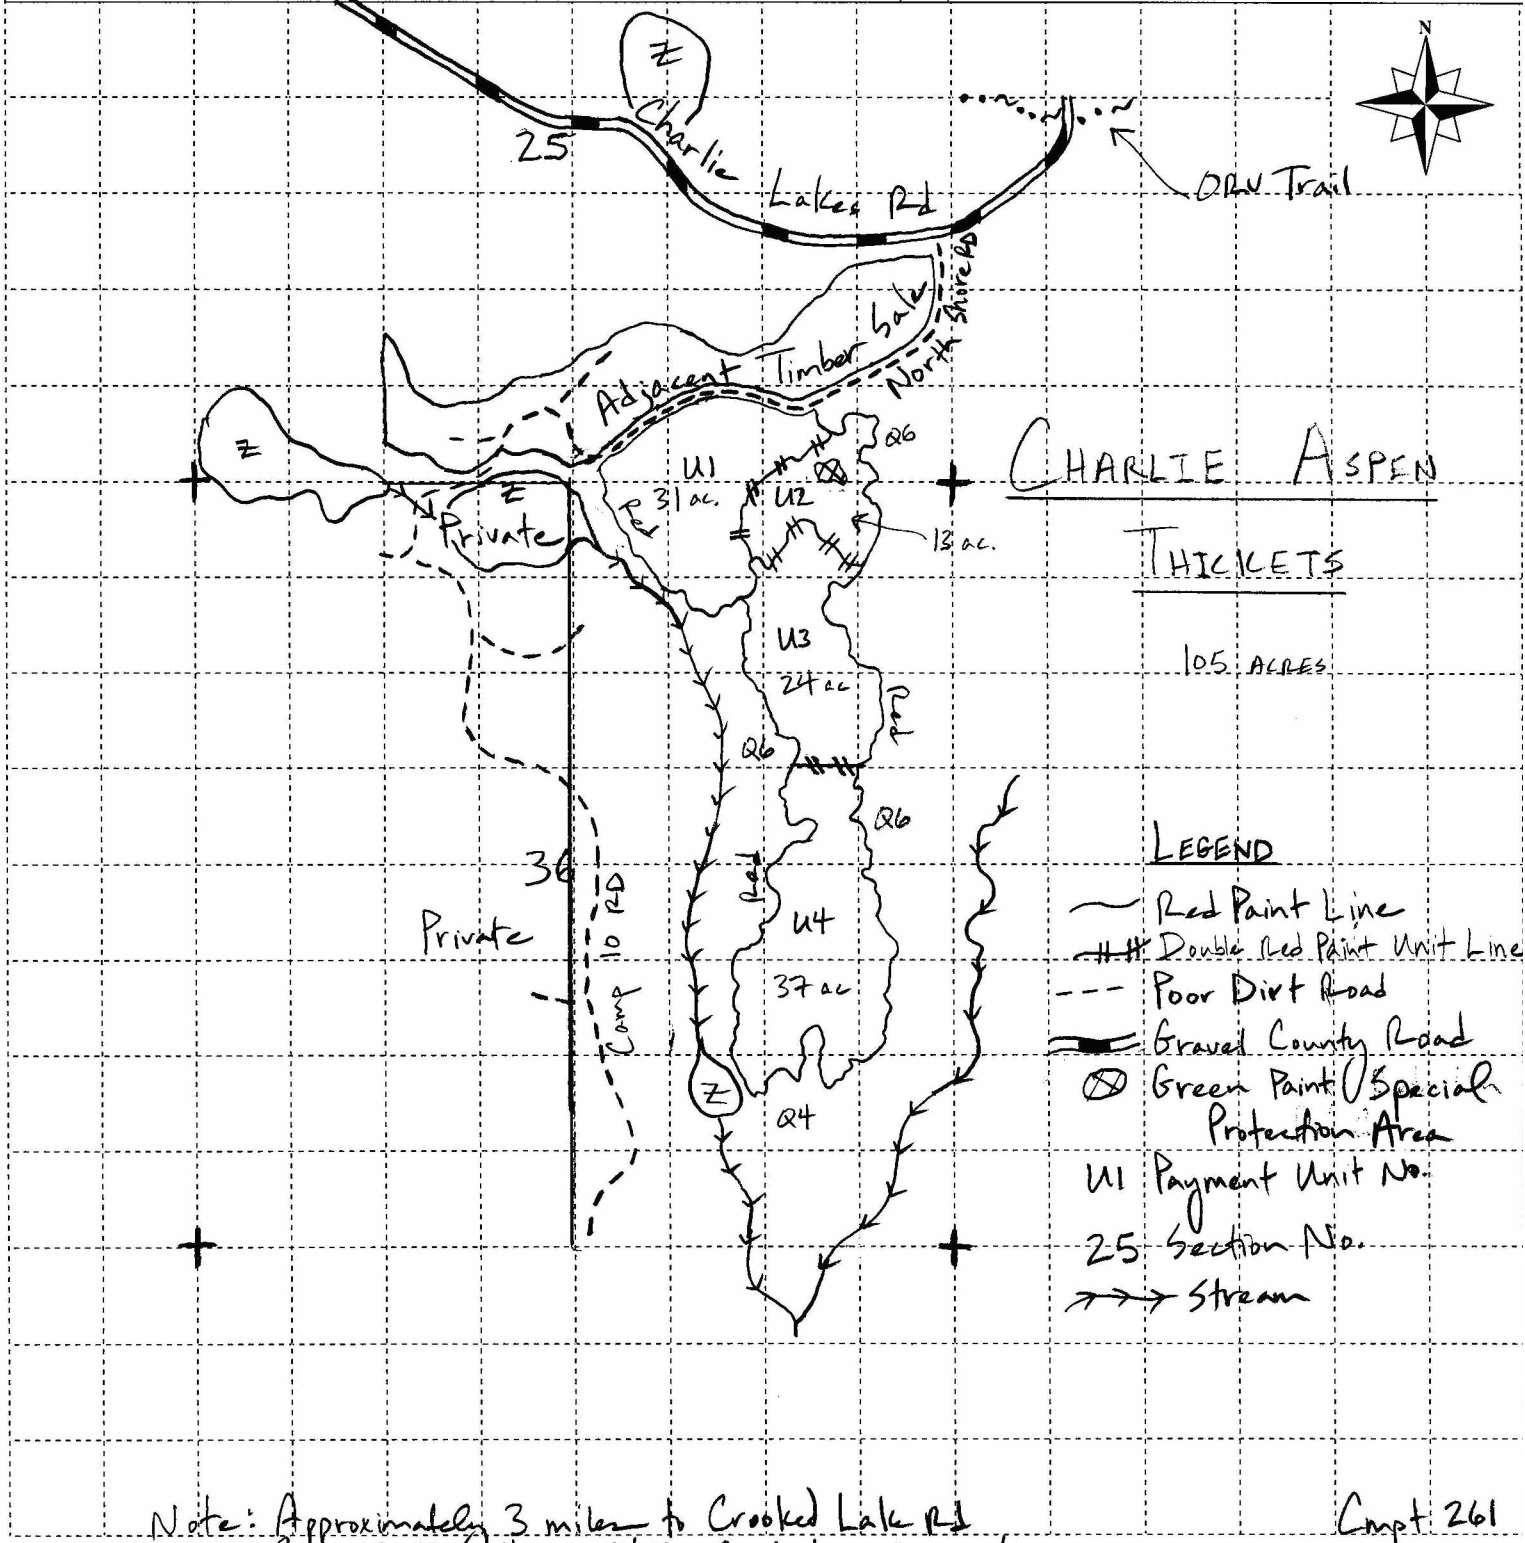 N
Z
25
Charlie
Lakes Rd
ORV Trail
North Shore RD
Adjacent Timber Sale
Z
Z
Private
U1
31 ac.
Red
U2
13 ac.
Q6
CHARLIE ASPEN
THICKETS
105 ACRES
U3
24 ac
Red
Q6
Q6
36
Private
Camp 10 RD
Red
U4
37 ac
Z
Q4
LEGEND
Red Paint Line
Double Red Paint Unit Line
Poor Dirt Road
Gravel County Road
Green Paint / Special
Protection Area
U1 Payment Unit No.
25 Section No.
Stream
Note: Approximately 3 miles to Crooked Lake Rd
Cmpt 261